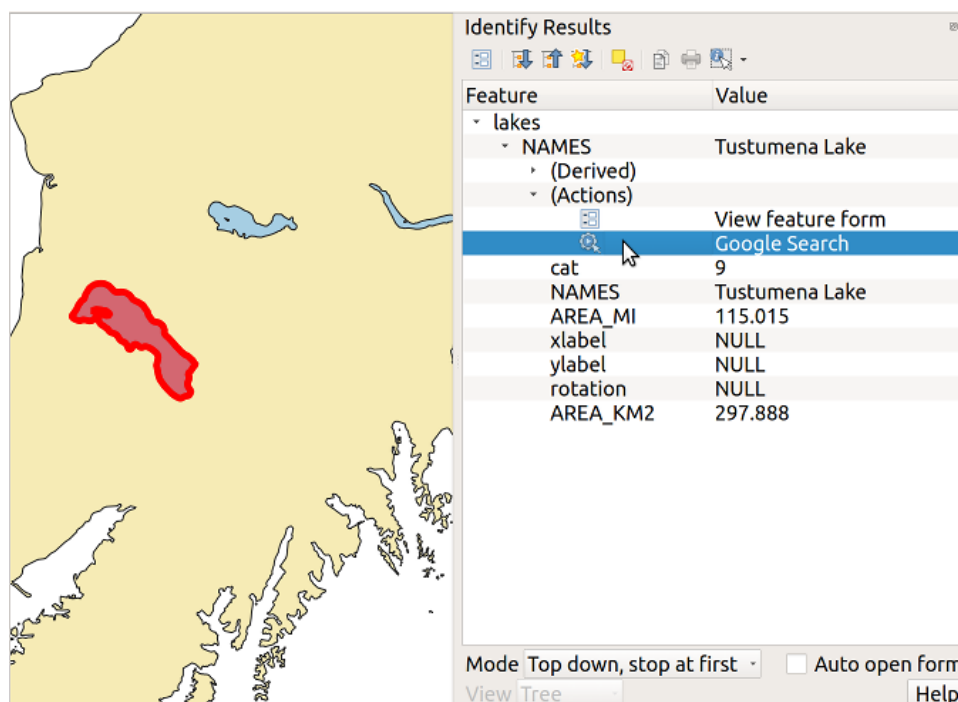 Identify Results
Feature Value
lakes
NAMES Tustumena Lake
(Derived)
(Actions)
View feature form
Google Search
cat 9
NAMES Tustumena Lake
AREA_MI 115.015
xlabel NULL
ylabel NULL
rotation NULL
AREA_KM2 297.888
Mode Top down, stop at first Auto open form
View Tree Help